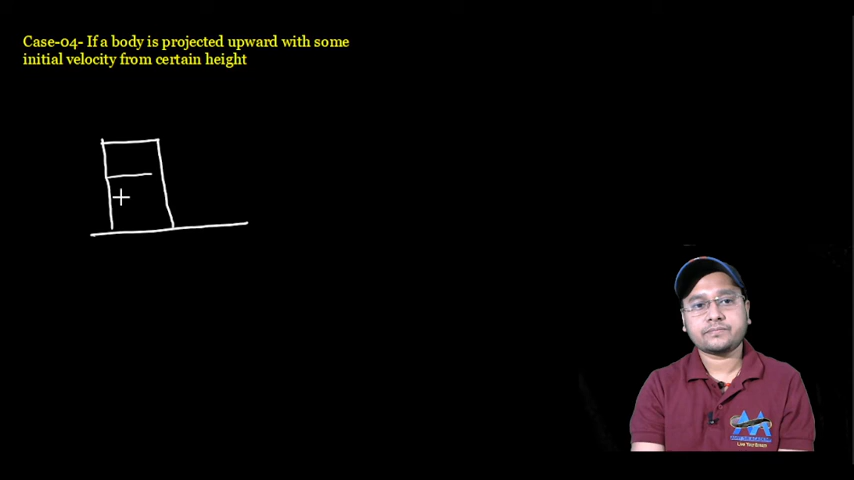 Case-04- If a body is projected upward with some
initial velocity from certain height